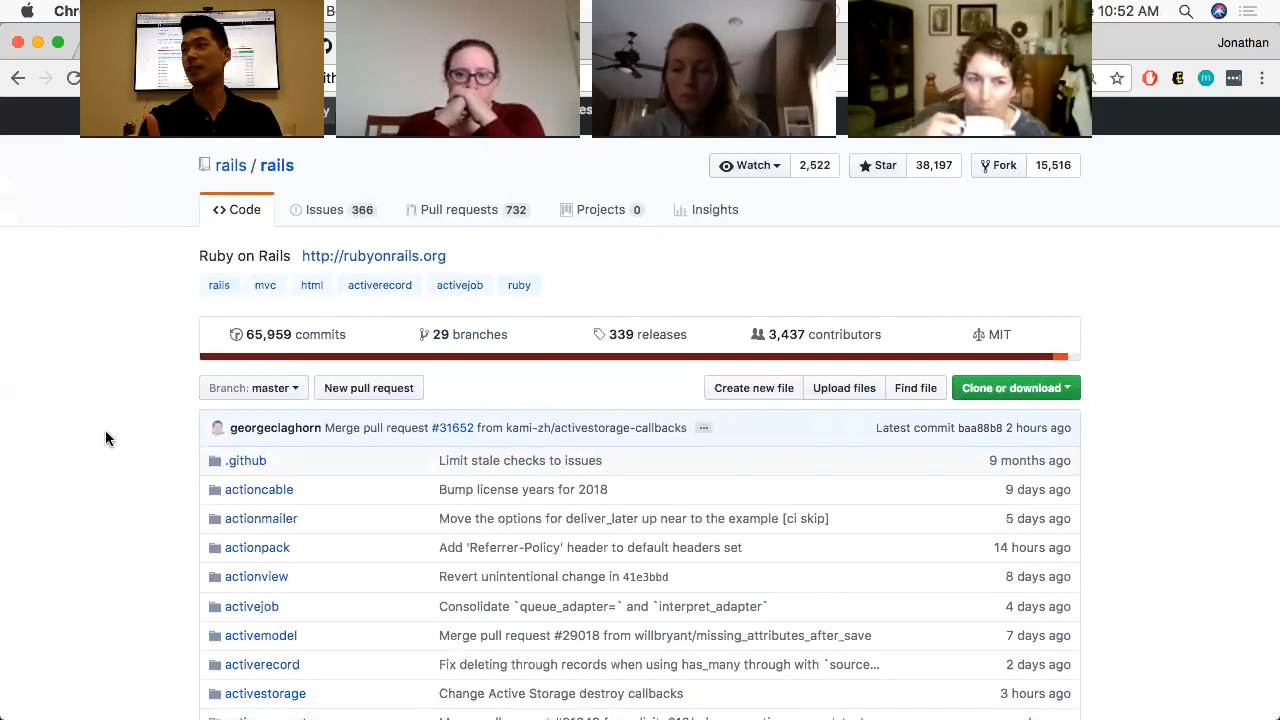 10:52 AM
Jonathan
rails / rails
Watch 2,522 Star 38,197 Fork 15,516
Code Issues 366 Pull requests 732 Projects 0 Insights
Ruby on Rails http://rubyonrails.org
rails mvc html activerecord activejob ruby
65,959 commits 29 branches 339 releases 3,437 contributors MIT
Branch: master New pull request Create new file Upload files Find file Clone or download
georgeclaghorn Merge pull request #31652 from kami-zh/activestorage-callbacks ... Latest commit baa88b8 2 hours ago
.github Limit stale checks to issues 9 months ago
actioncable Bump license years for 2018 9 days ago
actionmailer Move the options for deliver_later up near to the example [ci skip] 5 days ago
actionpack Add 'Referrer-Policy' header to default headers set 14 hours ago
actionview Revert unintentional change in 41e3bbd 8 days ago
activejob Consolidate `queue_adapter=` and `interpret_adapter` 4 days ago
activemodel Merge pull request #29018 from willbryant/missing_attributes_after_save 7 days ago
activerecord Fix deleting through records when using has_many through with `source... 2 days ago
activestorage Change Active Storage destroy callbacks 3 hours ago